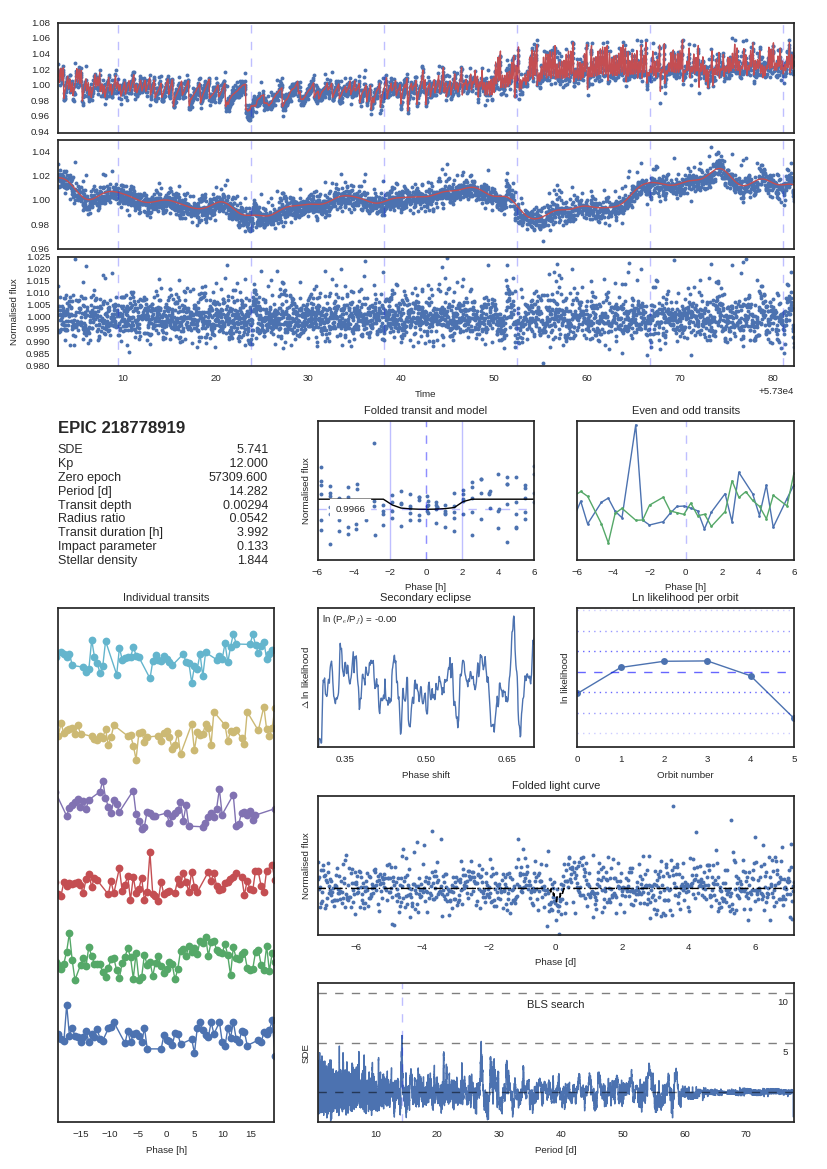 1.08
1.06
1.04
1.02
1.00
0.98
0.96
0.94
1.04
1.02
1.00
0.98
0.96
1.025
1.020
1.015
1.010
1.005
1.000
0.995
0.990
0.985
0.980
Normalised flux
10 20 30 40 50 60 70 80
Time
+5.73e4
EPIC 218778919
SDE 5.741
Kp 12.000
Zero epoch 57309.600
Period [d] 14.282
Transit depth 0.00294
Radius ratio 0.0542
Transit duration [h] 3.992
Impact parameter 0.133
Stellar density 1.844
Folded transit and model
Normalised flux
0.9966
−6 −4 −2 0 2 4 6
Phase [h]
Even and odd transits
−6 −4 −2 0 2 4 6
Phase [h]
Individual transits
−15 −10 −5 0 5 10 15
Phase [h]
Secondary eclipse
ln (Pₑ/P𝑓) = -0.00
Δ ln likelihood
0.35 0.50 0.65
Phase shift
Ln likelihood per orbit
ln likelihood
0 1 2 3 4 5
Orbit number
Folded light curve
Normalised flux
−6 −4 −2 0 2 4 6
Phase [d]
BLS search
10
5
SDE
10 20 30 40 50 60 70
Period [d]